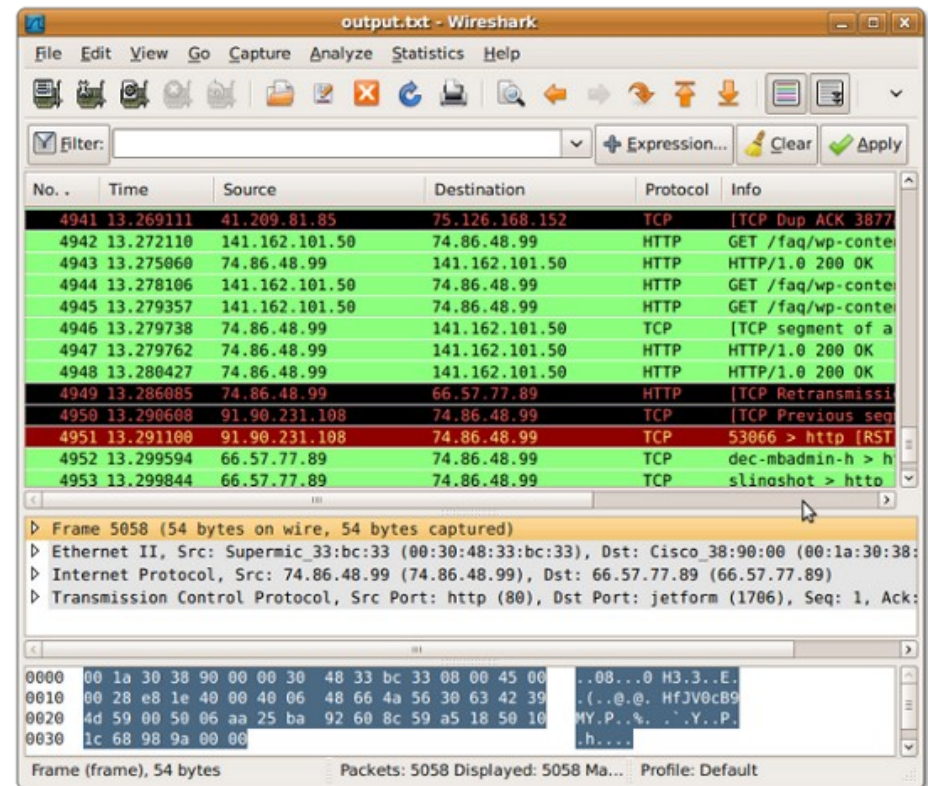 output.txt - Wireshark
File Edit View Go Capture Analyze Statistics Help
Filter: Expression... Clear Apply
No. . Time Source Destination Protocol Info
4941 13.269111 41.209.81.85 75.126.168.152 TCP [TCP Dup ACK 3877
4942 13.272110 141.162.101.50 74.86.48.99 HTTP GET /faq/wp-conte
4943 13.275060 74.86.48.99 141.162.101.50 HTTP HTTP/1.0 200 OK
4944 13.278106 141.162.101.50 74.86.48.99 HTTP GET /faq/wp-conte
4945 13.279357 141.162.101.50 74.86.48.99 HTTP GET /faq/wp-conte
4946 13.279738 74.86.48.99 141.162.101.50 TCP [TCP segment of a
4947 13.279762 74.86.48.99 141.162.101.50 HTTP HTTP/1.0 200 OK
4948 13.280427 74.86.48.99 141.162.101.50 HTTP HTTP/1.0 200 OK
4949 13.286085 74.86.48.99 66.57.77.89 HTTP [TCP Retransmissi
4950 13.290608 91.90.231.108 74.86.48.99 TCP [TCP Previous seg
4951 13.291100 91.90.231.108 74.86.48.99 TCP 53066 > http [RST
4952 13.299594 66.57.77.89 74.86.48.99 TCP dec-mbadmin-h > h
4953 13.299844 66.57.77.89 74.86.48.99 TCP slingshot > http
Frame 5058 (54 bytes on wire, 54 bytes captured)
Ethernet II, Src: Supermic_33:bc:33 (00:30:48:33:bc:33), Dst: Cisco_38:90:00 (00:1a:30:38:
Internet Protocol, Src: 74.86.48.99 (74.86.48.99), Dst: 66.57.77.89 (66.57.77.89)
Transmission Control Protocol, Src Port: http (80), Dst Port: jetform (1706), Seq: 1, Ack:
0000 00 1a 30 38 90 00 00 30 48 33 bc 33 08 00 45 00 ..08...0 H3.3..E.
0010 00 28 e8 1e 40 00 40 06 48 66 4a 56 30 63 42 39 .(..@.@. HfJV0cB9
0020 4d 59 00 50 06 aa 25 ba 92 60 8c 59 a5 18 50 10 MY.P..%. .`.Y..P.
0030 1c 68 98 9a 00 00 .h....
Frame (frame), 54 bytes Packets: 5058 Displayed: 5058 Ma... Profile: Default